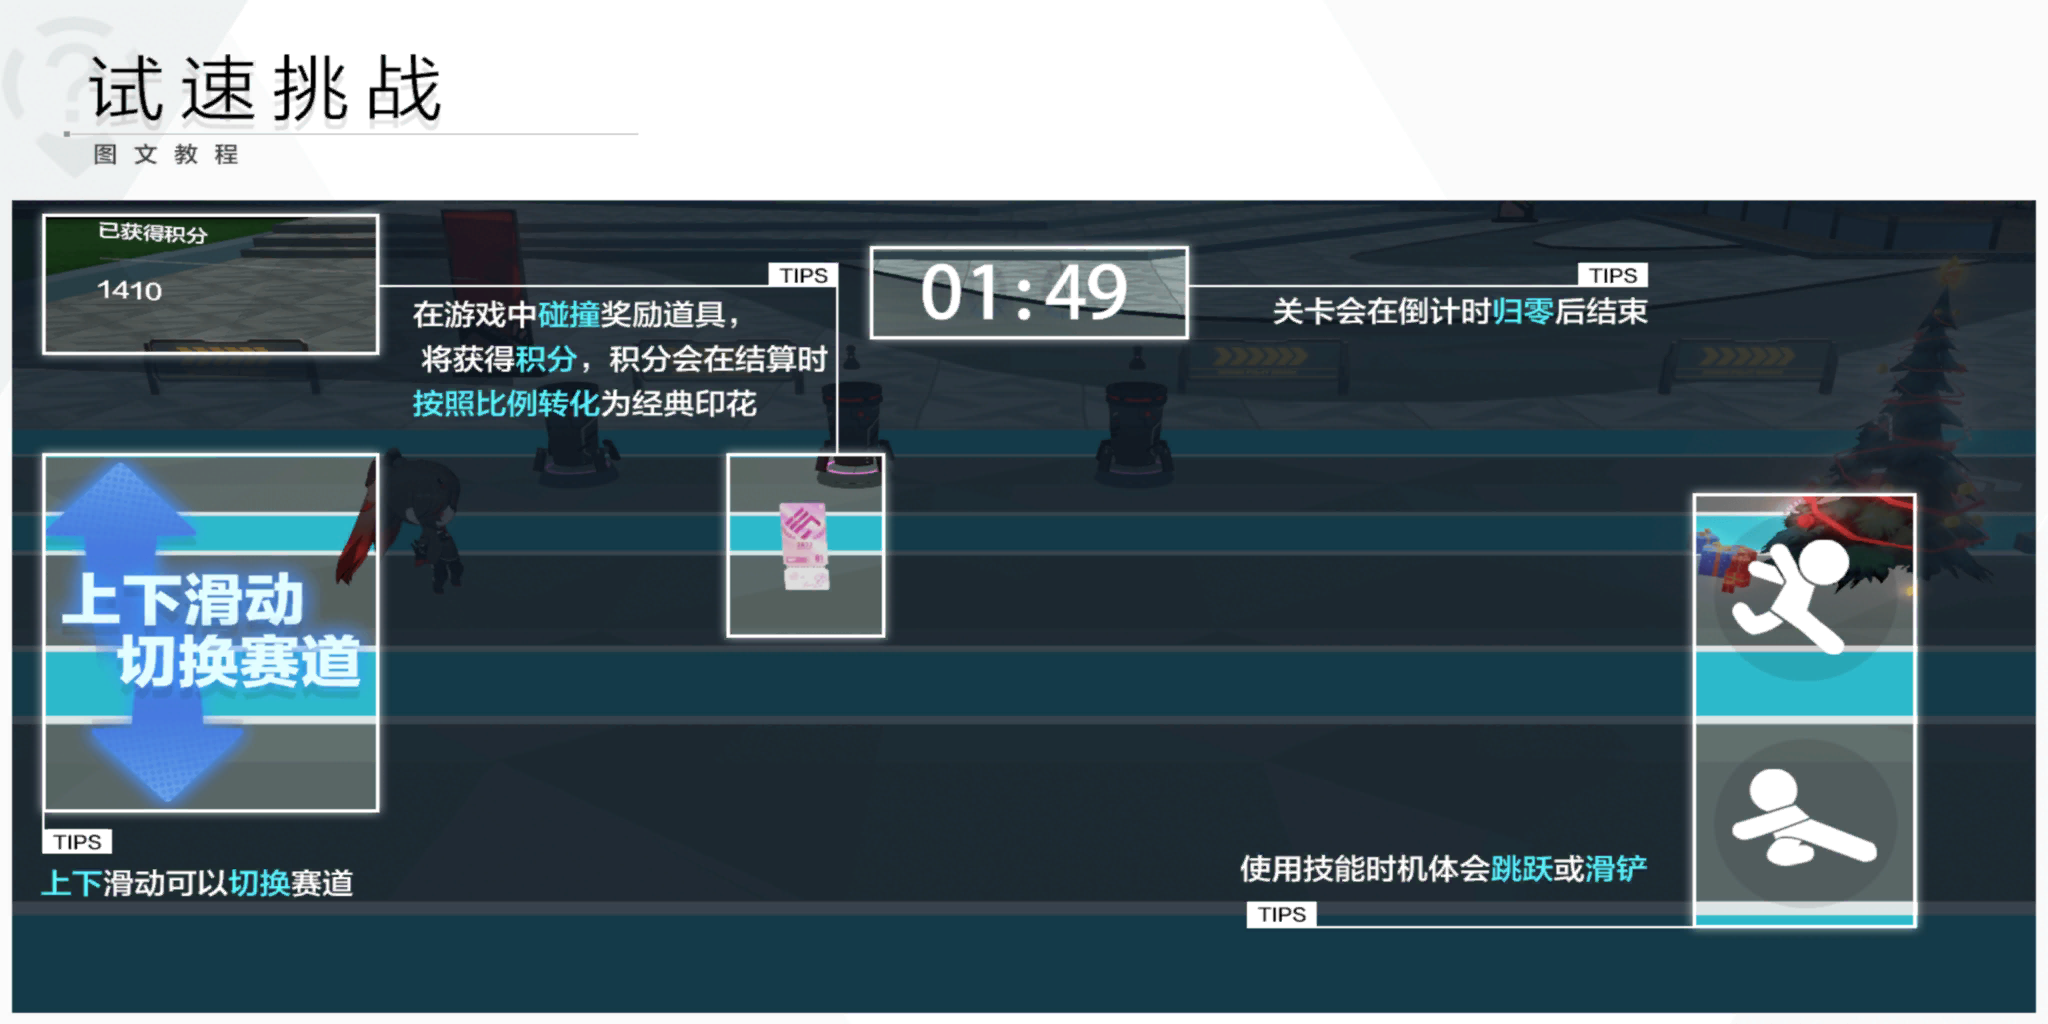 试速挑战
图文教程
已获得积分
1410
TIPS
在游戏中碰撞奖励道具，
将获得积分，积分会在结算时
按照比例转化为经典印花
01:49
TIPS
关卡会在倒计时归零后结束
上下滑动
切换赛道
TIPS
上下滑动可以切换赛道
使用技能时机体会跳跃或滑铲
TIPS